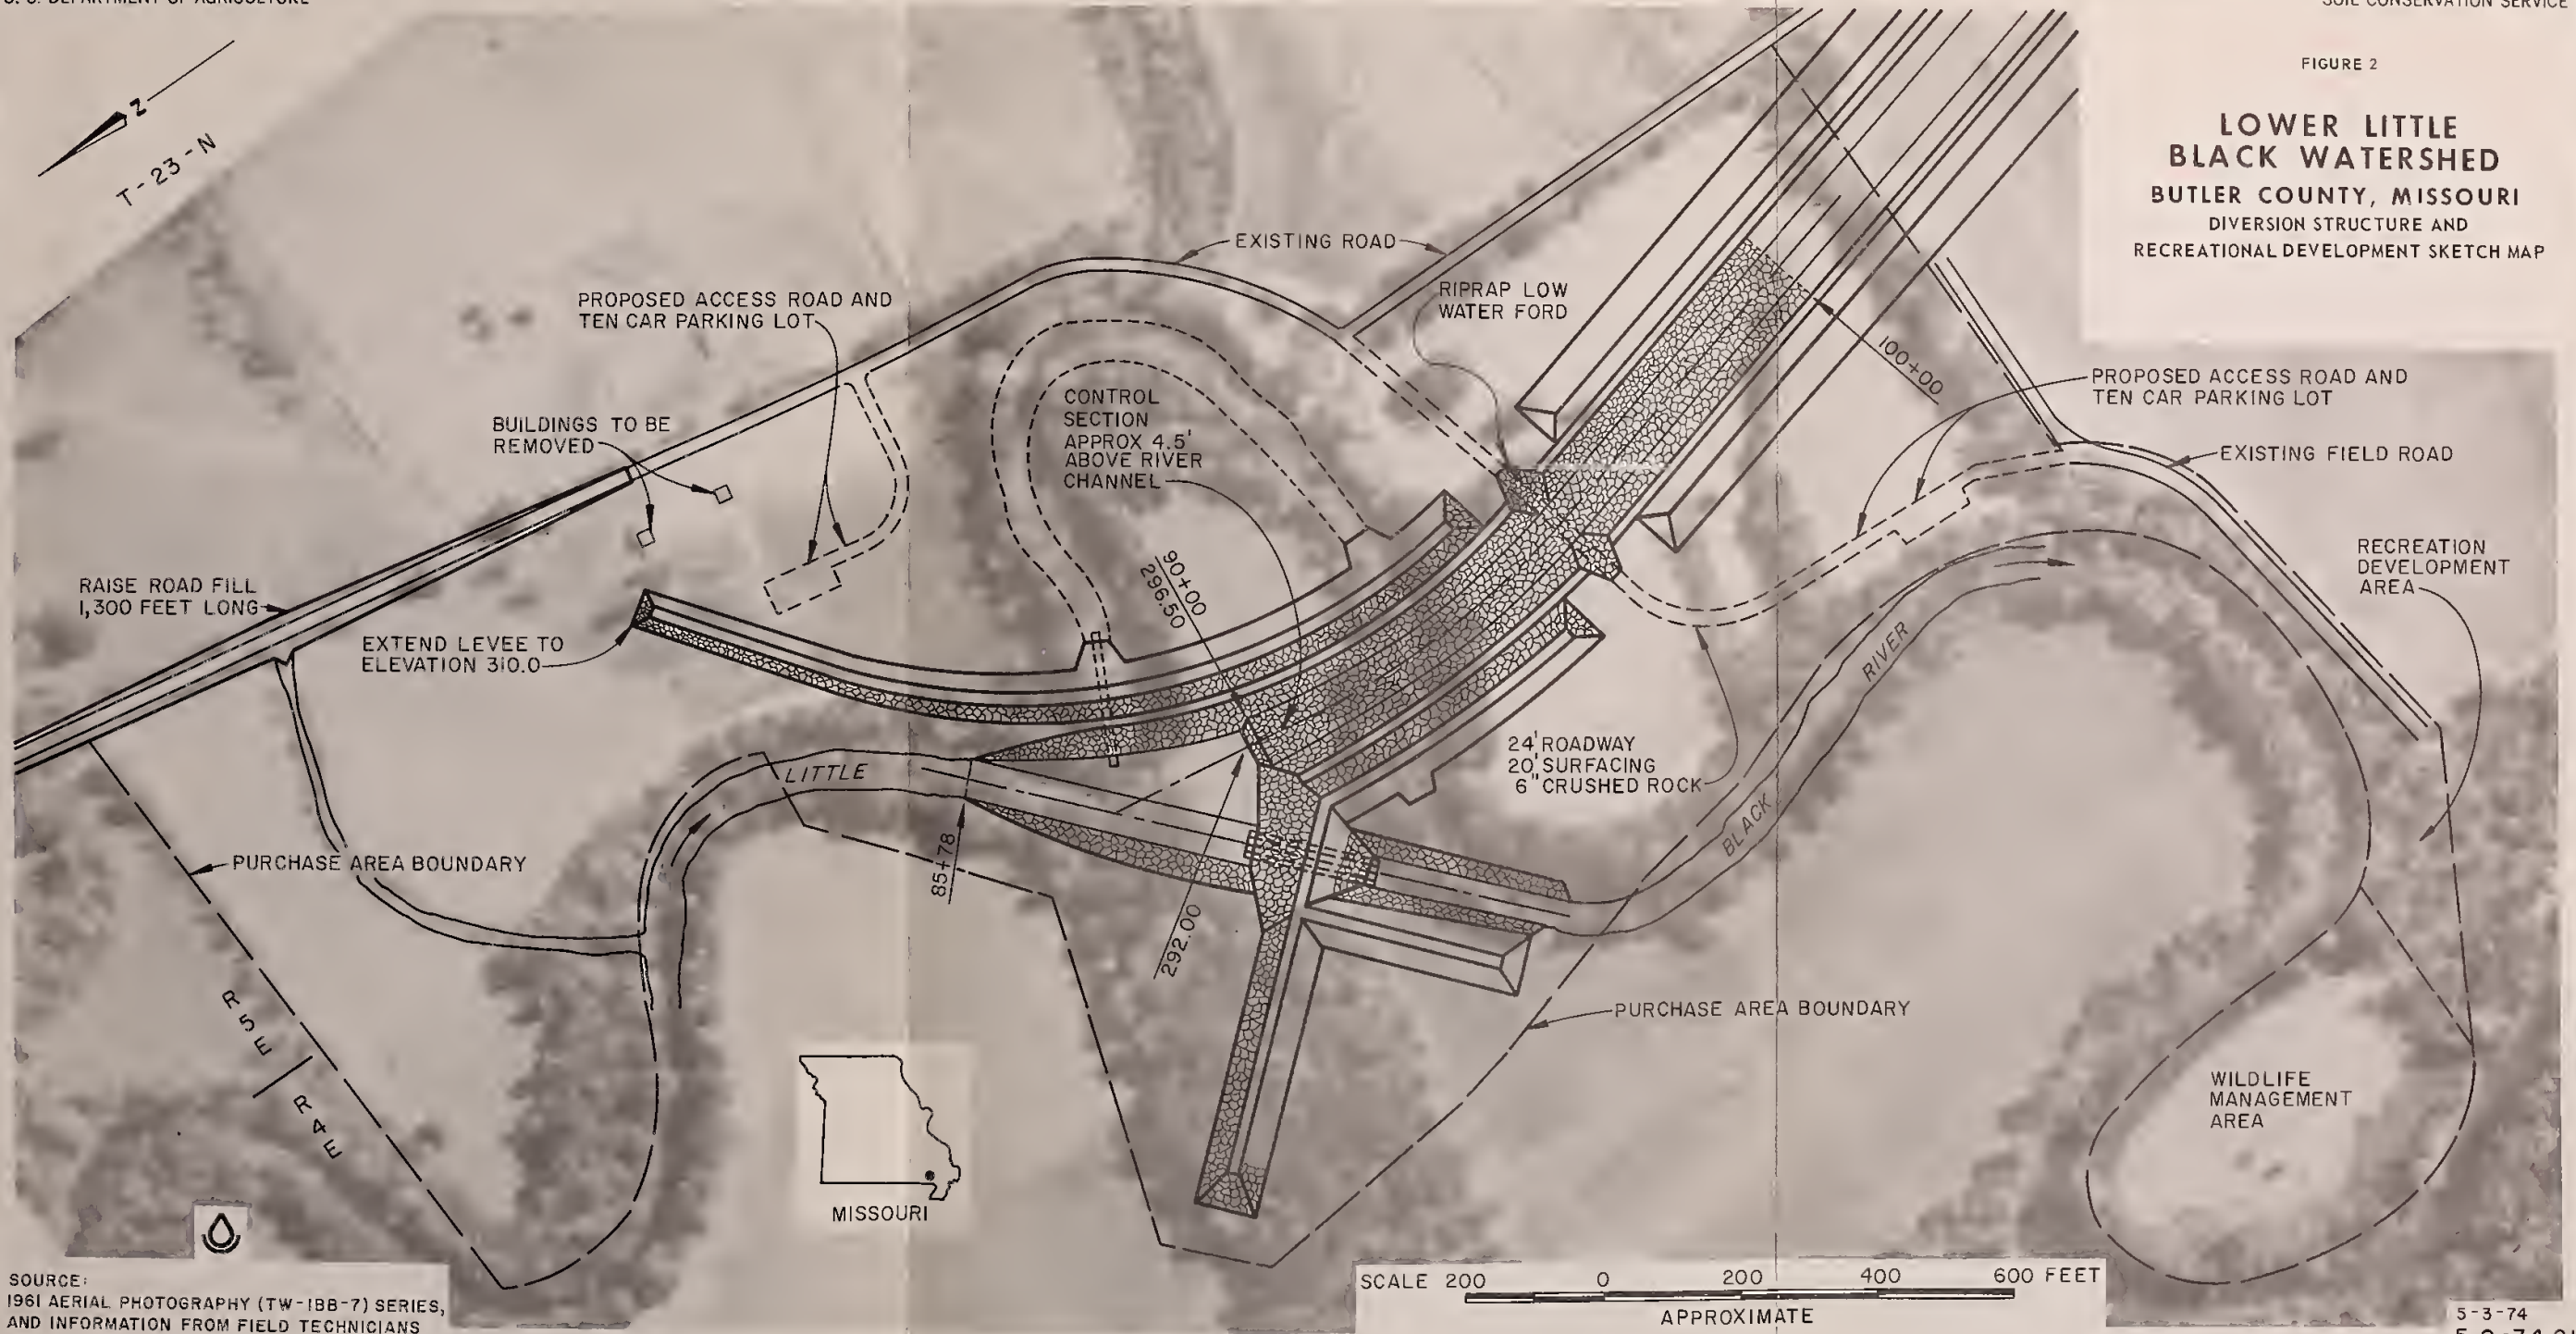 U. S. DEPARTMENT OF AGRICULTURE
SOIL CONSERVATION SERVICE
FIGURE 2
LOWER LITTLE
BLACK WATERSHED
BUTLER COUNTY, MISSOURI
DIVERSION STRUCTURE AND
RECREATIONAL DEVELOPMENT SKETCH MAP
N
T-23-N
EXISTING ROAD
RIPRAP LOW
WATER FORD
PROPOSED ACCESS ROAD AND
TEN CAR PARKING LOT
100+00
PROPOSED ACCESS ROAD AND
TEN CAR PARKING LOT
CONTROL
SECTION
APPROX 4.5'
ABOVE RIVER
CHANNEL
BUILDINGS TO BE
REMOVED
EXISTING FIELD ROAD
RECREATION
DEVELOPMENT
AREA
90+00
296.50
RAISE ROAD FILL
1,300 FEET LONG
EXTEND LEVEE TO
ELEVATION 310.0
RIVER
24' ROADWAY
20' SURFACING
6" CRUSHED ROCK
LITTLE
BLACK
85+78
PURCHASE AREA BOUNDARY
292.00
PURCHASE AREA BOUNDARY
R 5 E
R 4 E
WILDLIFE
MANAGEMENT
AREA
MISSOURI
SOURCE:
1961 AERIAL PHOTOGRAPHY (TW-1BB-7) SERIES,
AND INFORMATION FROM FIELD TECHNICIANS
SCALE 200 0 200 400 600 FEET
APPROXIMATE
5-3-74